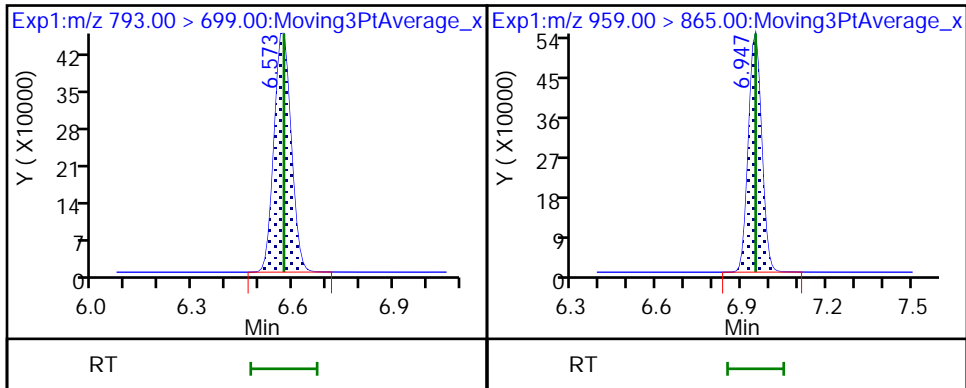 Exp1:m/z 793.00 > 699.00:Moving3PtAverage_x
Y ( X10000)
42
35
28
21
14
7
0
6.573
6.0 6.3 6.6 6.9
Min
RT
Exp1:m/z 959.00 > 865.00:Moving3PtAverage_x
Y ( X10000)
54
45
36
27
18
9
0
6.947
6.3 6.6 6.9 7.2 7.5
Min
RT